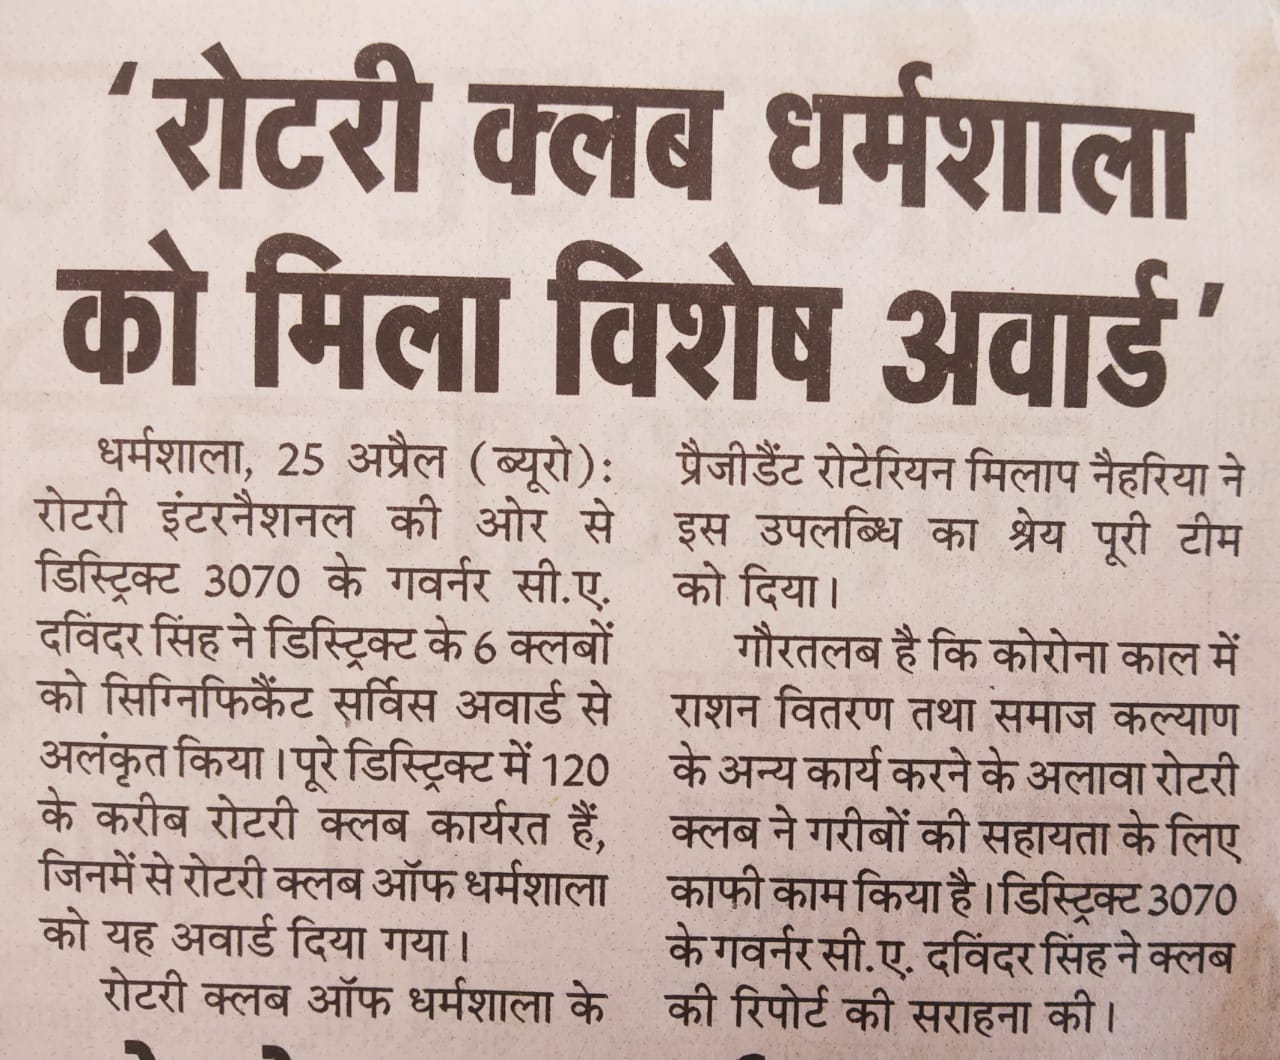 ‘रोटरी क्लब धर्मशाला
को मिला विशेष अवार्ड’
धर्मशाला, 25 अप्रैल (ब्यूरो):
रोटरी इंटरनैशनल की ओर से
डिस्ट्रिक्ट 3070 के गवर्नर सी.ए.
दविंदर सिंह ने डिस्ट्रिक्ट के 6 क्लबों
को सिग्निफिकैंट सर्विस अवार्ड से
अलंकृत किया। पूरे डिस्ट्रिक्ट में 120
के करीब रोटरी क्लब कार्यरत हैं,
जिनमें से रोटरी क्लब ऑफ धर्मशाला
को यह अवार्ड दिया गया।
रोटरी क्लब ऑफ धर्मशाला के
प्रैजीडैंट रोटेरियन मिलाप नैहरिया ने
इस उपलब्धि का श्रेय पूरी टीम
को दिया।
गौरतलब है कि कोरोना काल में
राशन वितरण तथा समाज कल्याण
के अन्य कार्य करने के अलावा रोटरी
क्लब ने गरीबों की सहायता के लिए
काफी काम किया है। डिस्ट्रिक्ट 3070
के गवर्नर सी.ए. दविंदर सिंह ने क्लब
की रिपोर्ट की सराहना की।